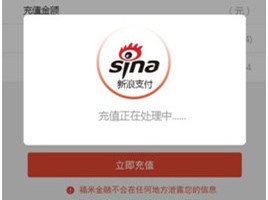 充值金额
(元)
4)
4
sina
新浪支付
充值正在处理中......
立即充值
福米金融不会在任何地方泄露您的信息